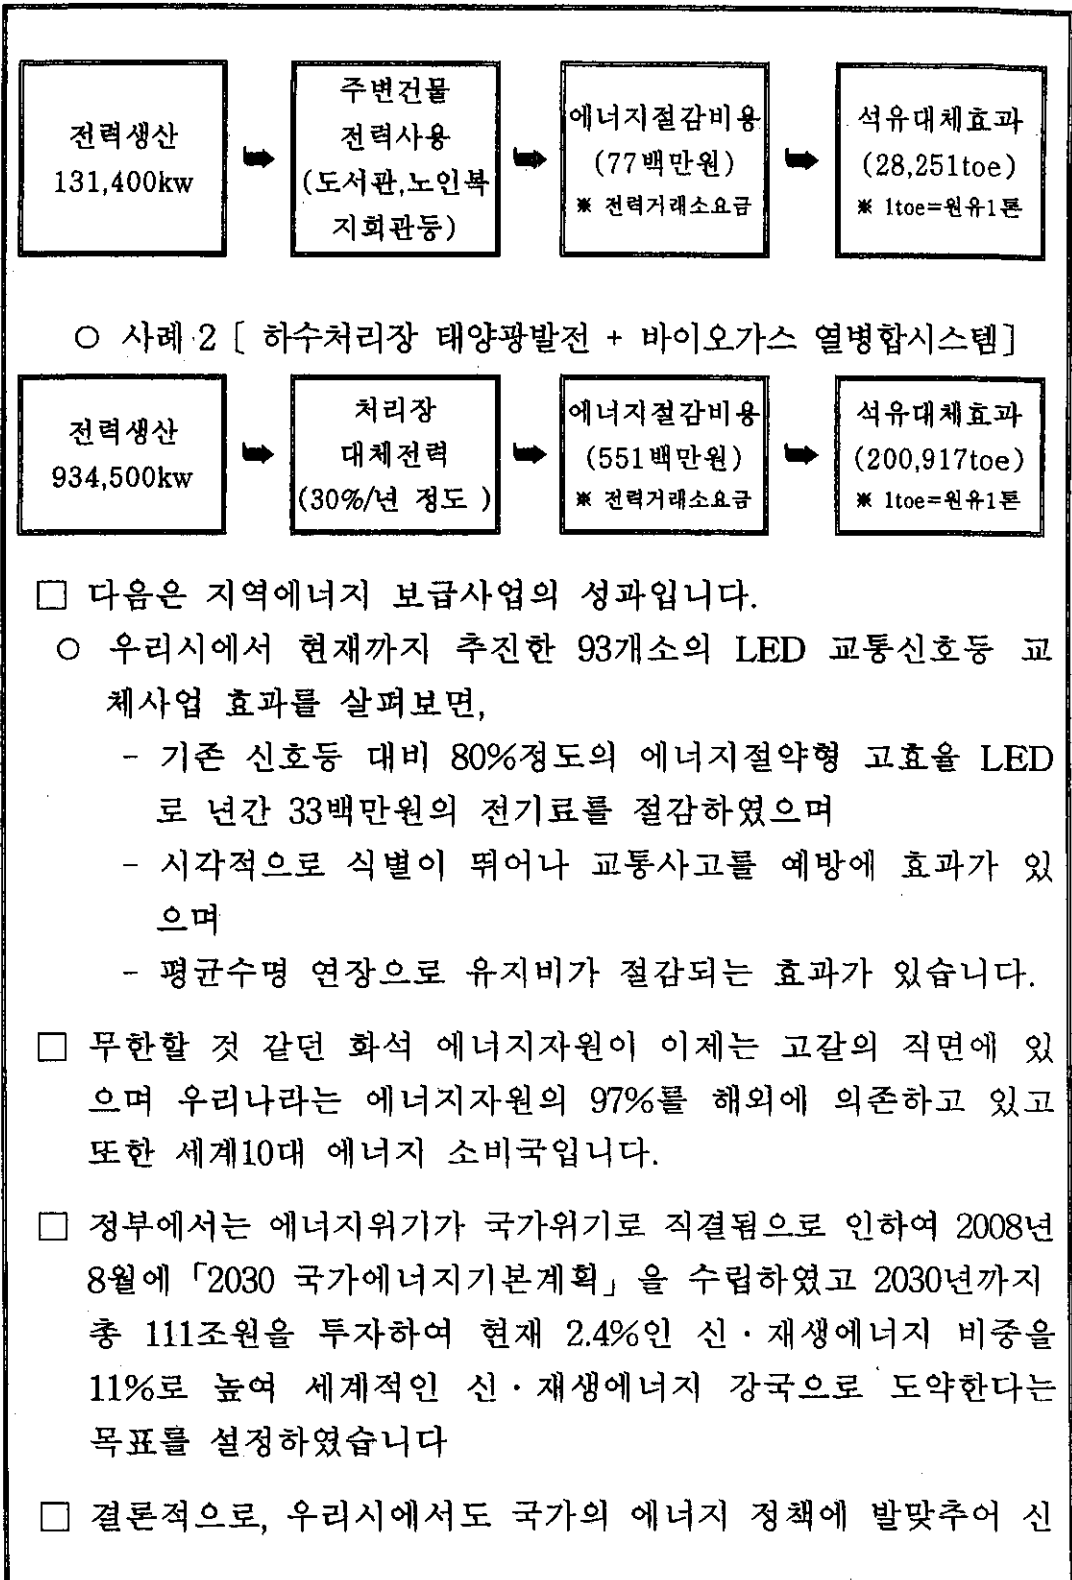 전력생산
131,400kw
주변건물
전력사용
(도서관,노인복
지회관등)
에너지절감비용
(77백만원)
※ 전력거래소요금
석유대체효과
(28,251toe)
※ 1toe=원유1톤
○ 사례 2 [ 하수처리장 태양광발전 + 바이오가스 열병합시스템]
전력생산
934,500kw
처리장
대체전력
(30%/년 정도 )
에너지절감비용
(551백만원)
※ 전력거래소요금
석유대체효과
(200,917toe)
※ 1toe=원유1톤
□ 다음은 지역에너지 보급사업의 성과입니다.
○ 우리시에서 현재까지 추진한 93개소의 LED 교통신호등 교
체사업 효과를 살펴보면,
- 기존 신호등 대비 80%정도의 에너지절약형 고효율 LED
로 년간 33백만원의 전기료를 절감하였으며
- 시각적으로 식별이 뛰어나 교통사고를 예방에 효과가 있
으며
- 평균수명 연장으로 유지비가 절감되는 효과가 있습니다.
□ 무한할 것 같던 화석 에너지자원이 이제는 고갈의 직면에 있
으며 우리나라는 에너지자원의 97%를 해외에 의존하고 있고
또한 세계10대 에너지 소비국입니다.
□ 정부에서는 에너지위기가 국가위기로 직결됨으로 인하여 2008년
8월에 「2030 국가에너지기본계획」을 수립하였고 2030년까지
총 111조원을 투자하여 현재 2.4%인 신·재생에너지 비중을
11%로 높여 세계적인 신·재생에너지 강국으로 도약한다는
목표를 설정하였습니다
□ 결론적으로, 우리시에서도 국가의 에너지 정책에 발맞추어 신